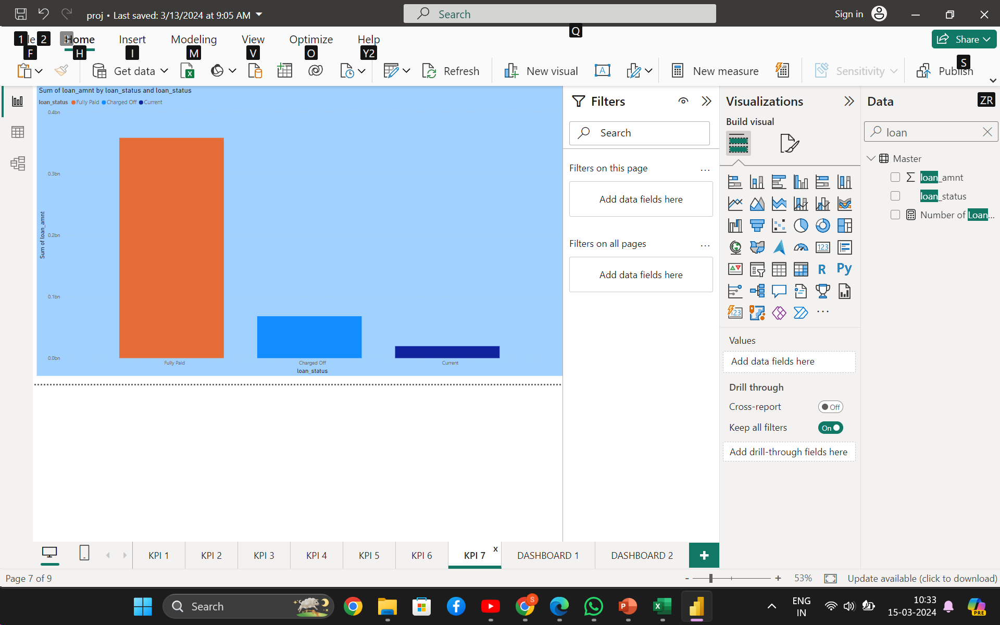 proj • Last saved: 3/13/2024 at 9:05 AM
Search
Sign in
Q
1 le 2 3 Home Insert Modeling View Optimize Help
Share
F H I M V O Y2
S
Get data
Refresh
New visual
A
New measure
Sensitivity
Publish
Sum of loan_amnt by loan_status and loan_status
loan_status Fully Paid Charged Off Current
0.4bn
0.3bn
0.2bn
0.1bn
0.0bn
Sum of loan_amnt
Fully Paid Charged Off Current
loan_status
Filters
Search
Filters on this page ...
Add data fields here
Filters on all pages ...
Add data fields here
Visualizations
Build visual
123
R Py
123
...
Values
Add data fields here
Drill through
Cross-report Off
Keep all filters On
Add drill-through fields here
Data ZR
loan
Master
loan_amnt
loan_status
Number of Loan...
KPI 1 KPI 2 KPI 3 KPI 4 KPI 5 KPI 6 KPI 7 x DASHBOARD 1 DASHBOARD 2 +
Page 7 of 9
- + 53% Update available (click to download)
Search
S
P
X
ENG
IN
10:33
15-03-2024
PRE